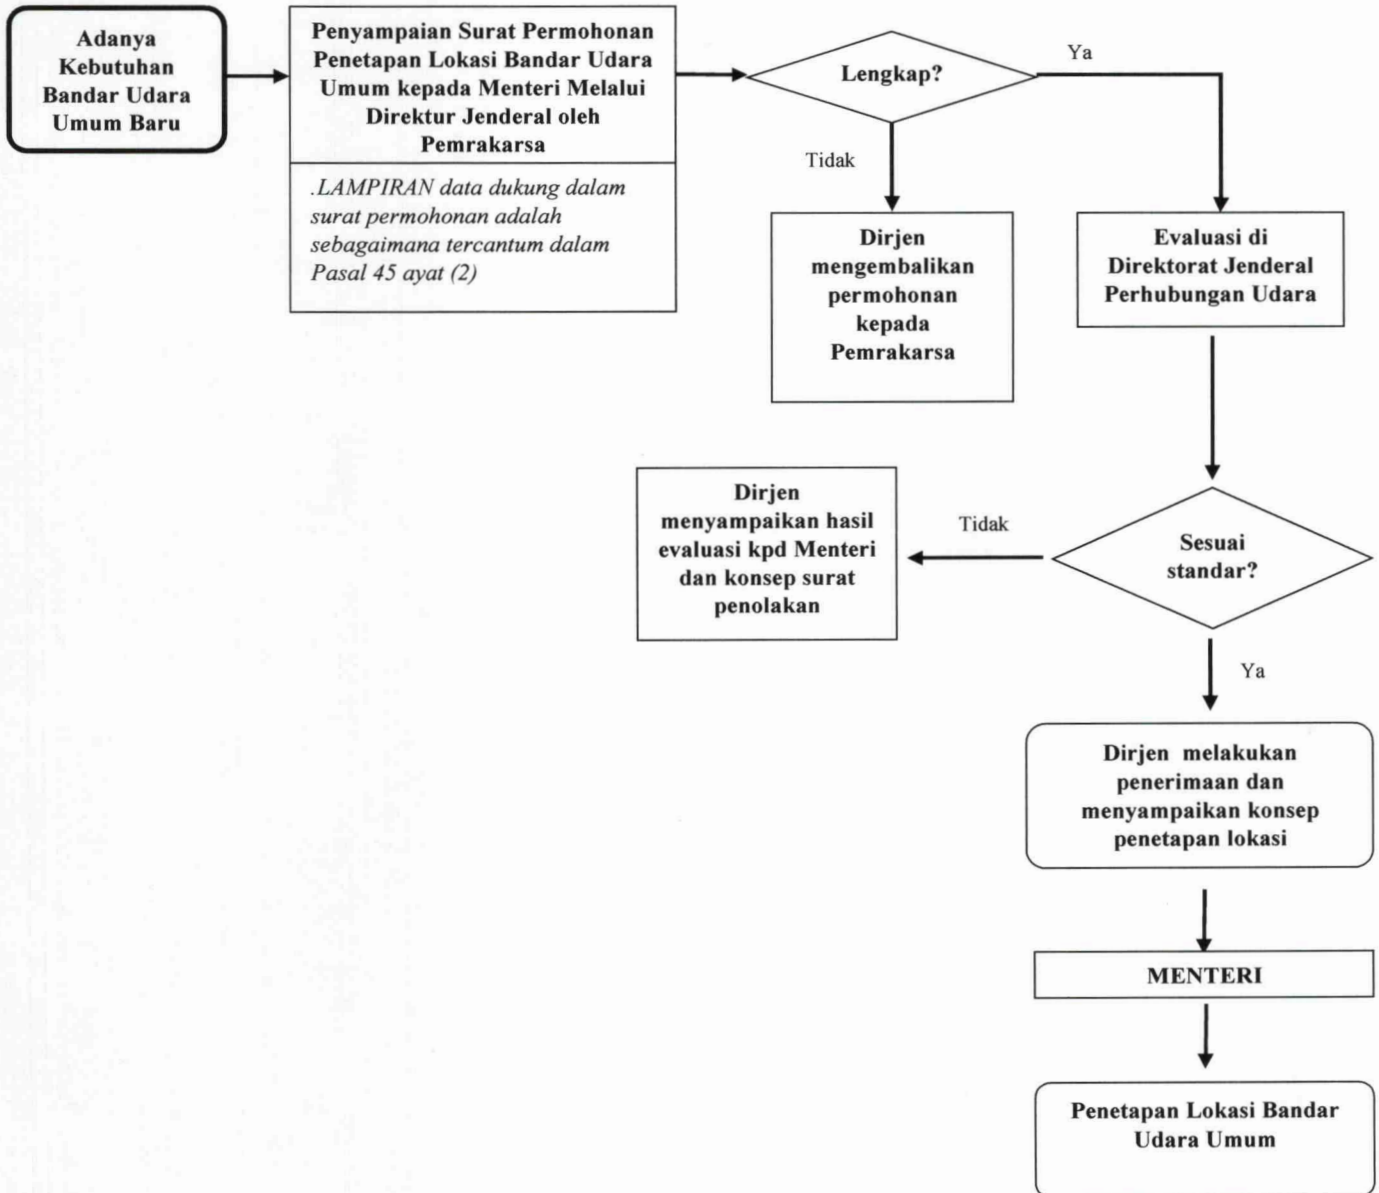 Adanya
Kebutuhan
Bandar Udara
Umum Baru
Penyampaian Surat Permohonan
Penetapan Lokasi Bandar Udara
Umum kepada Menteri Melalui
Direktur Jenderal oleh
Pemrakarsa
.LAMPIRAN data dukung dalam
surat permohonan adalah
sebagaimana tercantum dalam
Pasal 45 ayat (2)
Lengkap?
Ya
Tidak
Dirjen
mengembalikan
permohonan
kepada
Pemrakarsa
Evaluasi di
Direktorat Jenderal
Perhubungan Udara
Sesuai
standar?
Tidak
Dirjen
menyampaikan hasil
evaluasi kpd Menteri
dan konsep surat
penolakan
Ya
Dirjen melakukan
penerimaan dan
menyampaikan konsep
penetapan lokasi
MENTERI
Penetapan Lokasi Bandar
Udara Umum